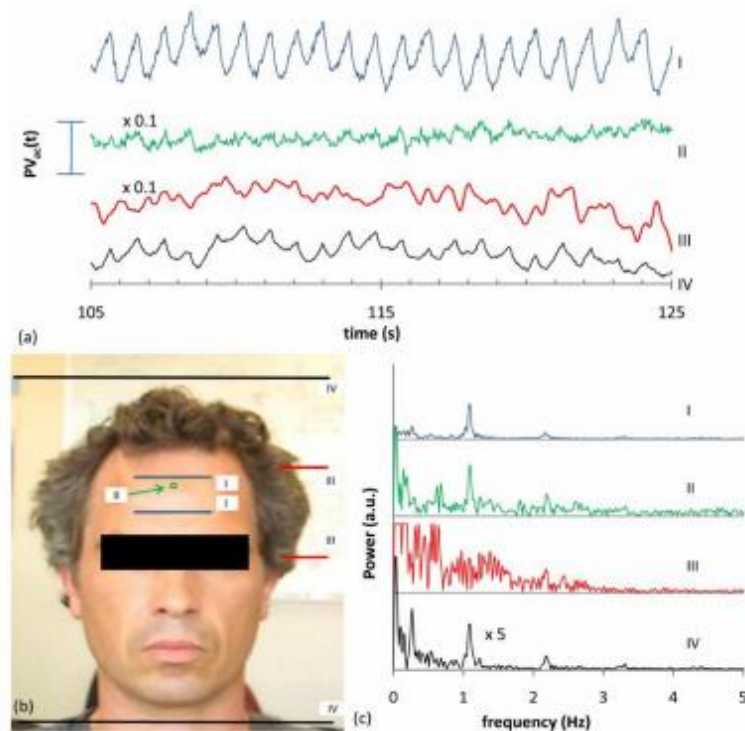 I
x 0.1
II
PVac(t)
x 0.1
III
IV
105 115 125
time (s)
(a)
IV
III
I
II
I
III
IV
(b)
I
II
III
x 5
IV
Power (a.u.)
0 1 2 3 4 5
frequency (Hz)
(c)